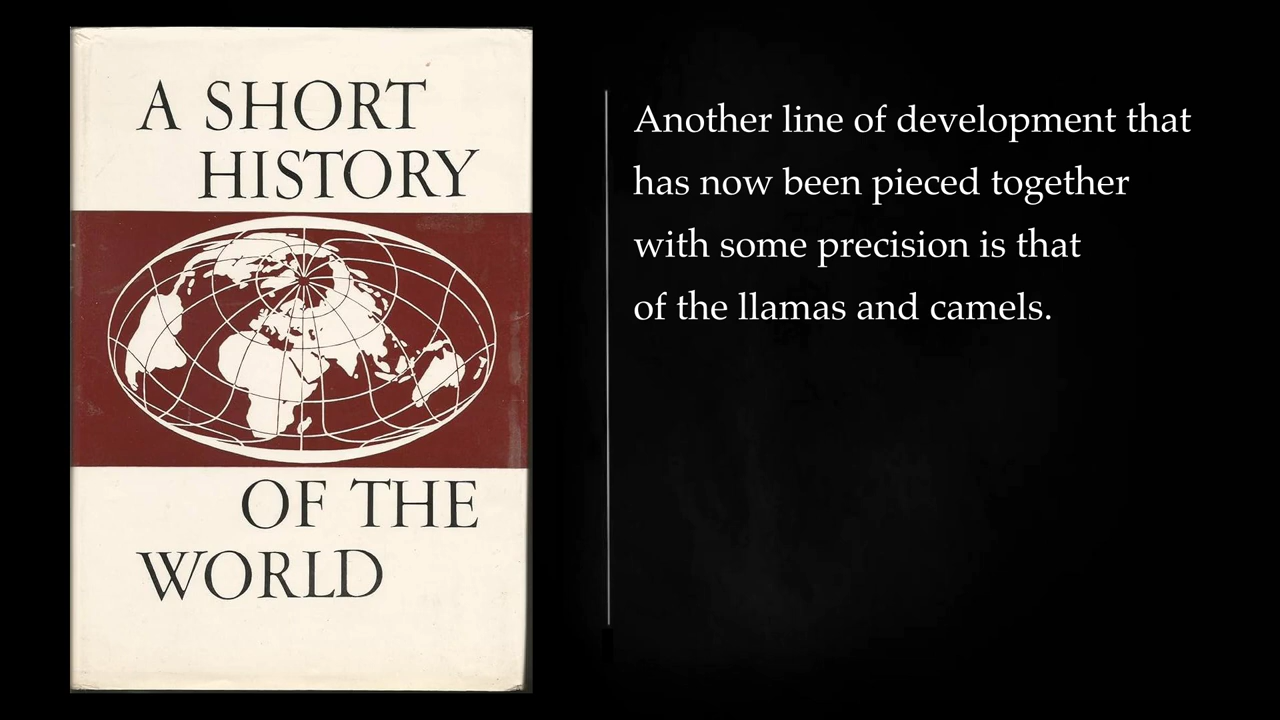 A SHORT
HISTORY
OF THE
WORLD
Another line of development that
has now been pieced together
with some precision is that
of the llamas and camels.